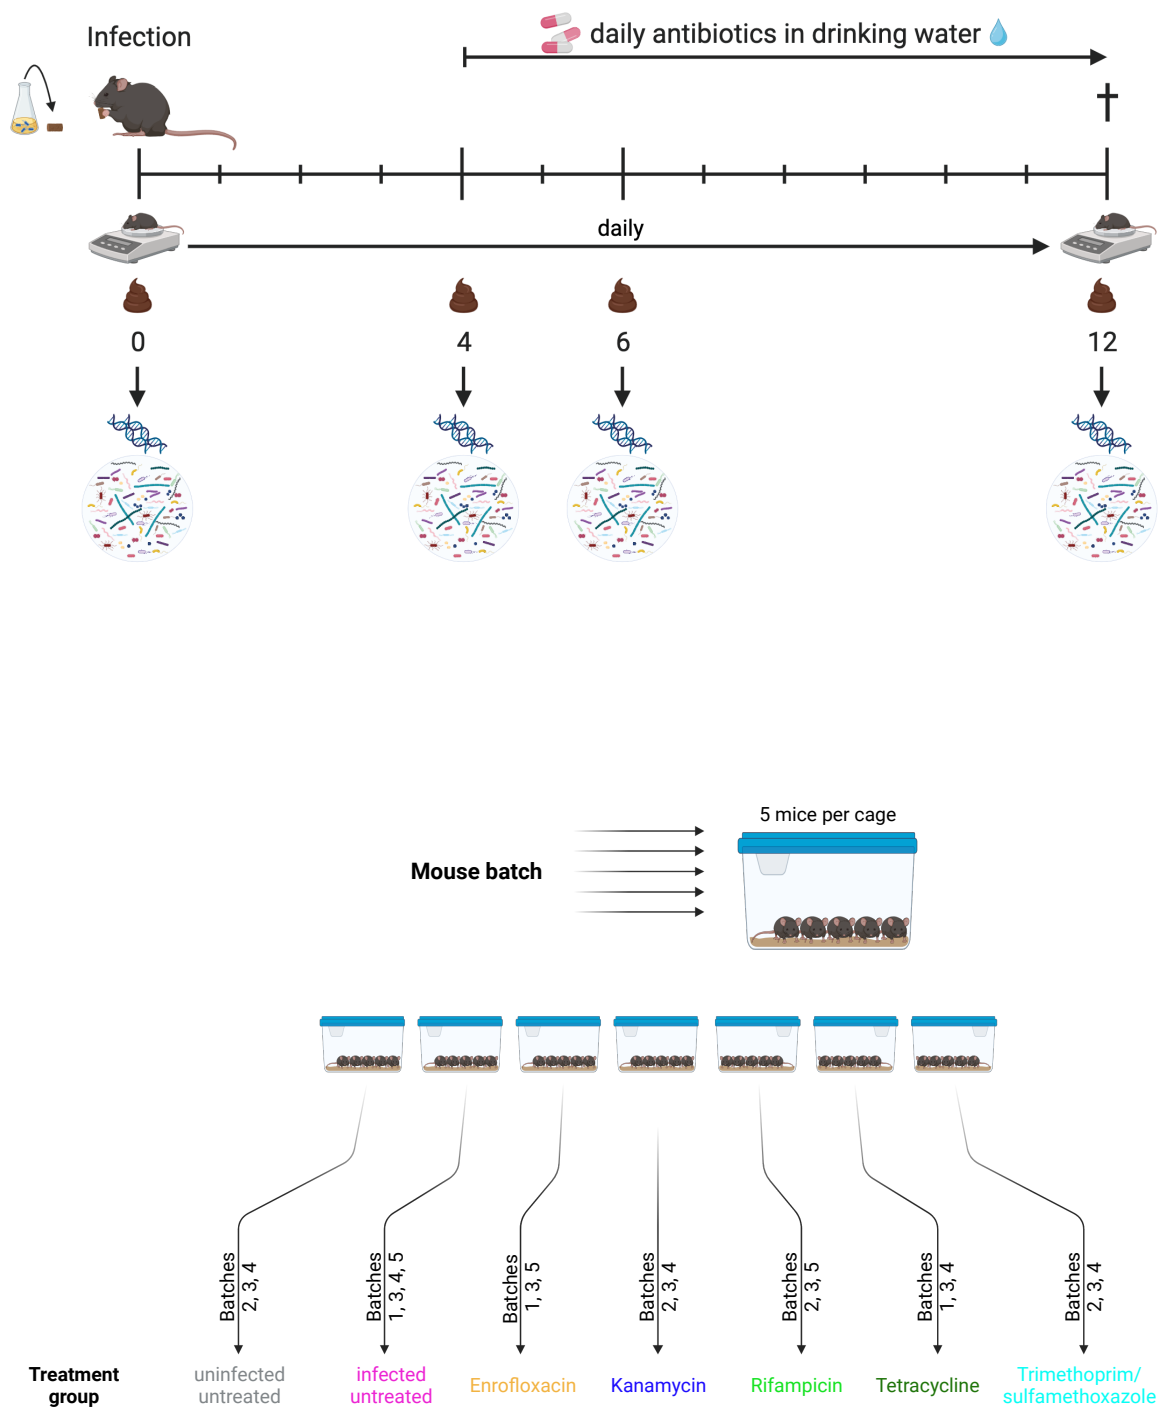 Infection
daily antibiotics in drinking water
daily
0 4 6 12
5 mice per cage
Mouse batch
Batches
2, 3, 4
Batches
1, 3, 4, 5
Batches
1, 3, 5
Batches
2, 3, 4
Batches
2, 3, 5
Batches
1, 3, 4
Batches
2, 3, 4
Treatment
group
uninfected
untreated
infected
untreated
Enrofloxacin
Kanamycin
Rifampicin
Tetracycline
Trimethoprim/
sulfamethoxazole